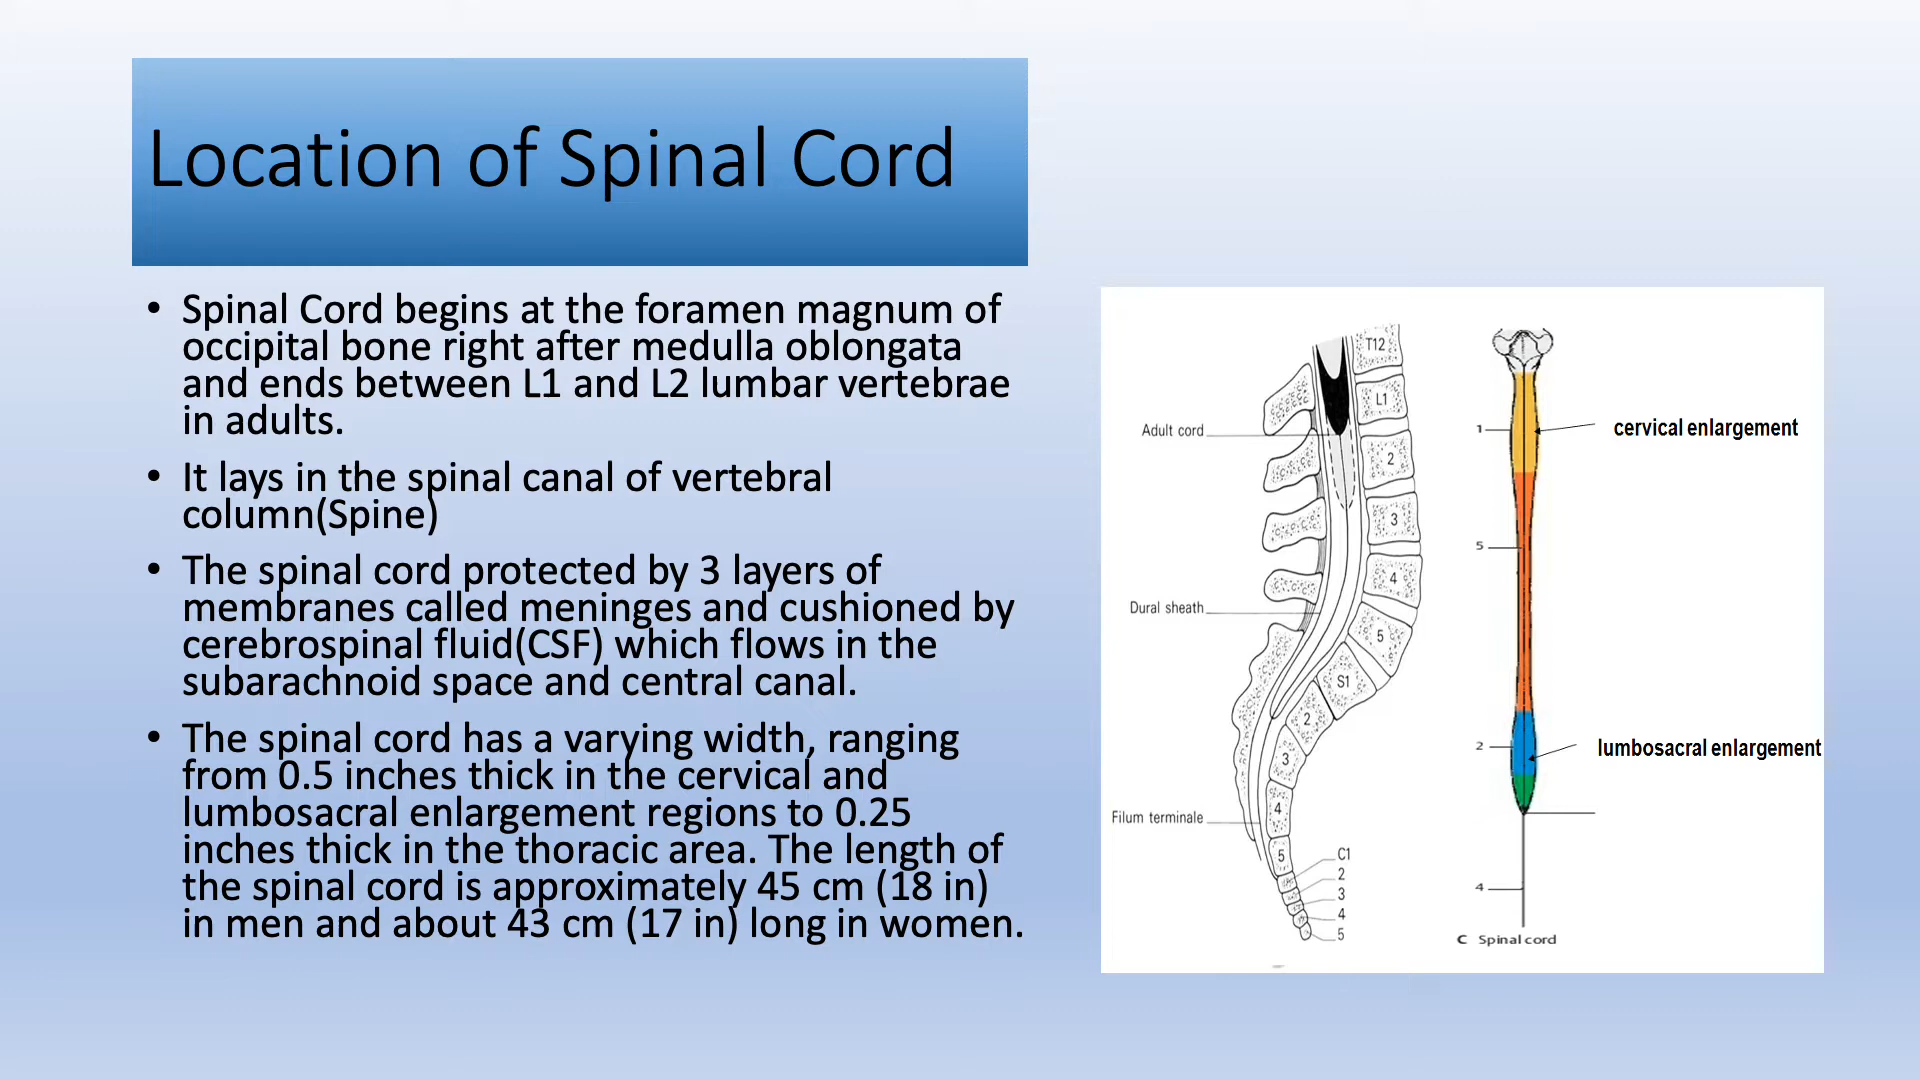 Location of Spinal Cord
• Spinal Cord begins at the foramen magnum of
occipital bone right after medulla oblongata
and ends between L1 and L2 lumbar vertebrae
in adults.
• It lays in the spinal canal of vertebral
column(Spine)
• The spinal cord protected by 3 layers of
membranes called meninges and cushioned by
cerebrospinal fluid(CSF) which flows in the
subarachnoid space and central canal.
• The spinal cord has a varying width, ranging
from 0.5 inches thick in the cervical and
lumbosacral enlargement regions to 0.25
inches thick in the thoracic area. The length of
the spinal cord is approximately 45 cm (18 in)
in men and about 43 cm (17 in) long in women.
T12
L1
Adult cord
2
3
4
Dural sheath
5
S1
2
3
4
Filum terminale
5
C1
2
3
4
5
1
cervical enlargement
5
2
lumbosacral enlargement
4
C Spinal cord